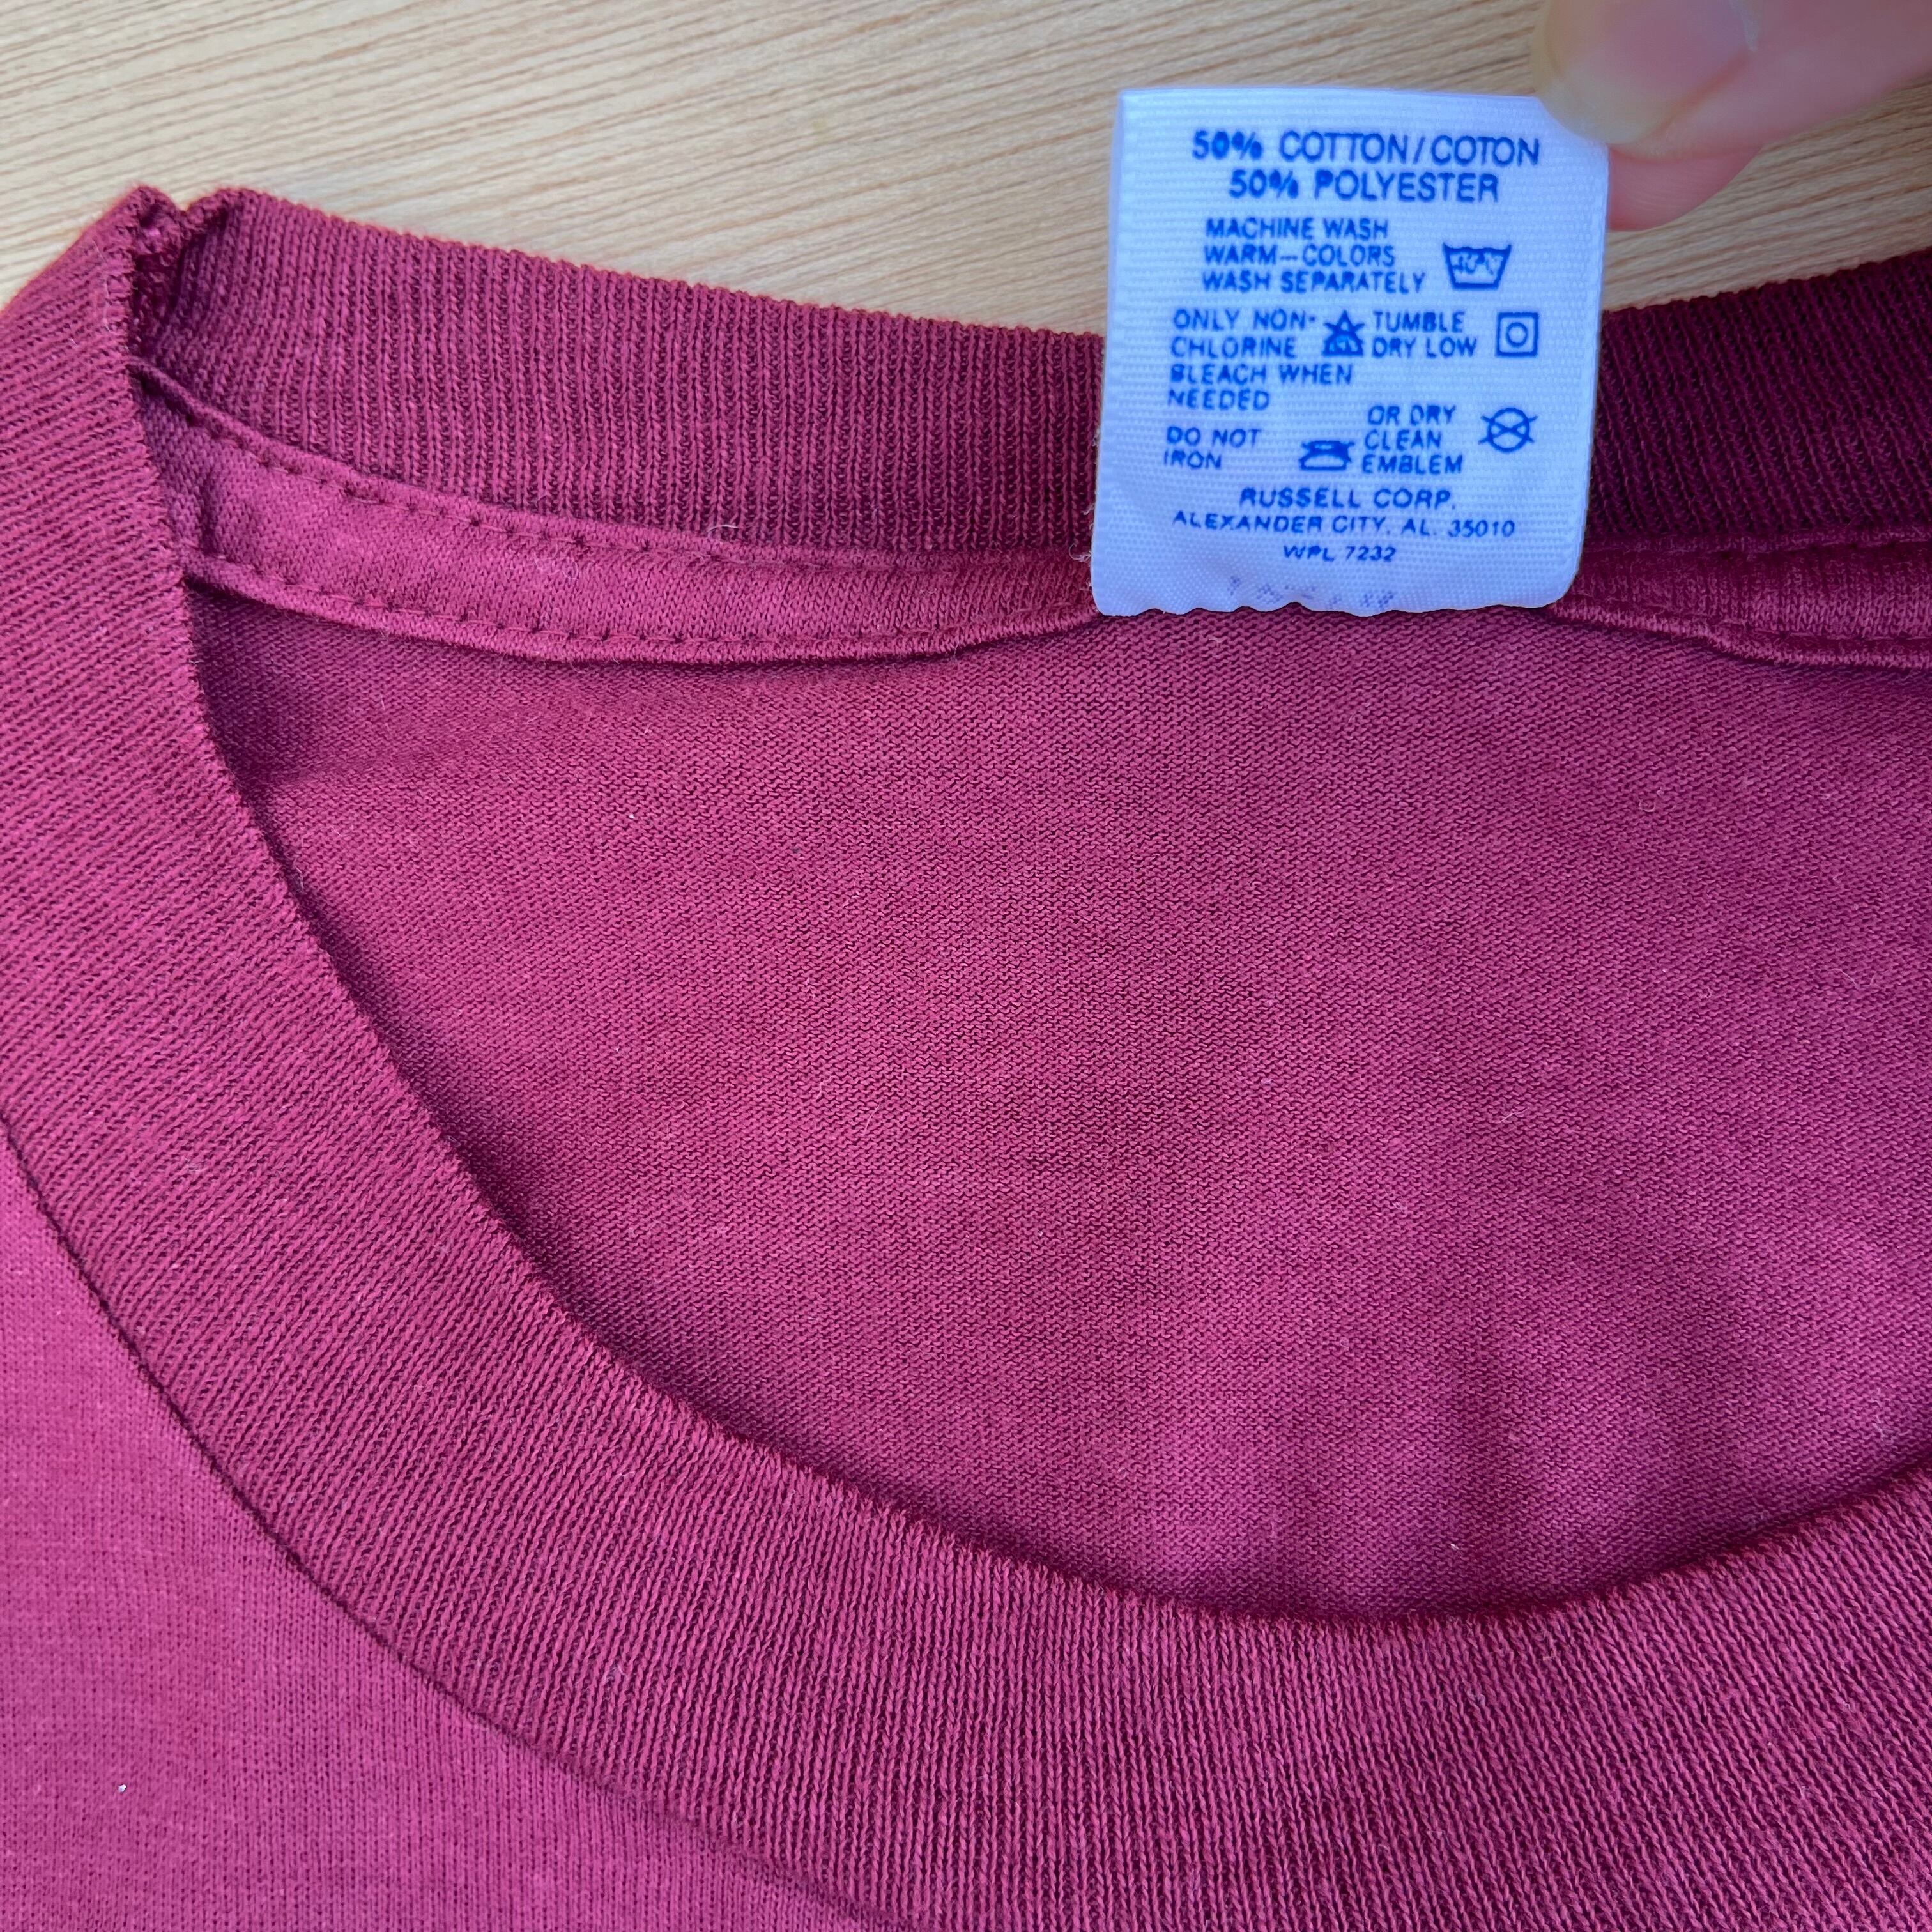 50% COTTON/COTON
50% POLYESTER
MACHINE WASH
WARM-COLORS
WASH SEPARATELY
40°C
ONLY NON-
CHLORINE
BLEACH WHEN
NEEDED
TUMBLE
DRY LOW
DO NOT
IRON
OR DRY
CLEAN
EMBLEM
RUSSELL CORP.
ALEXANDER CITY, AL. 35010
WPL 7232